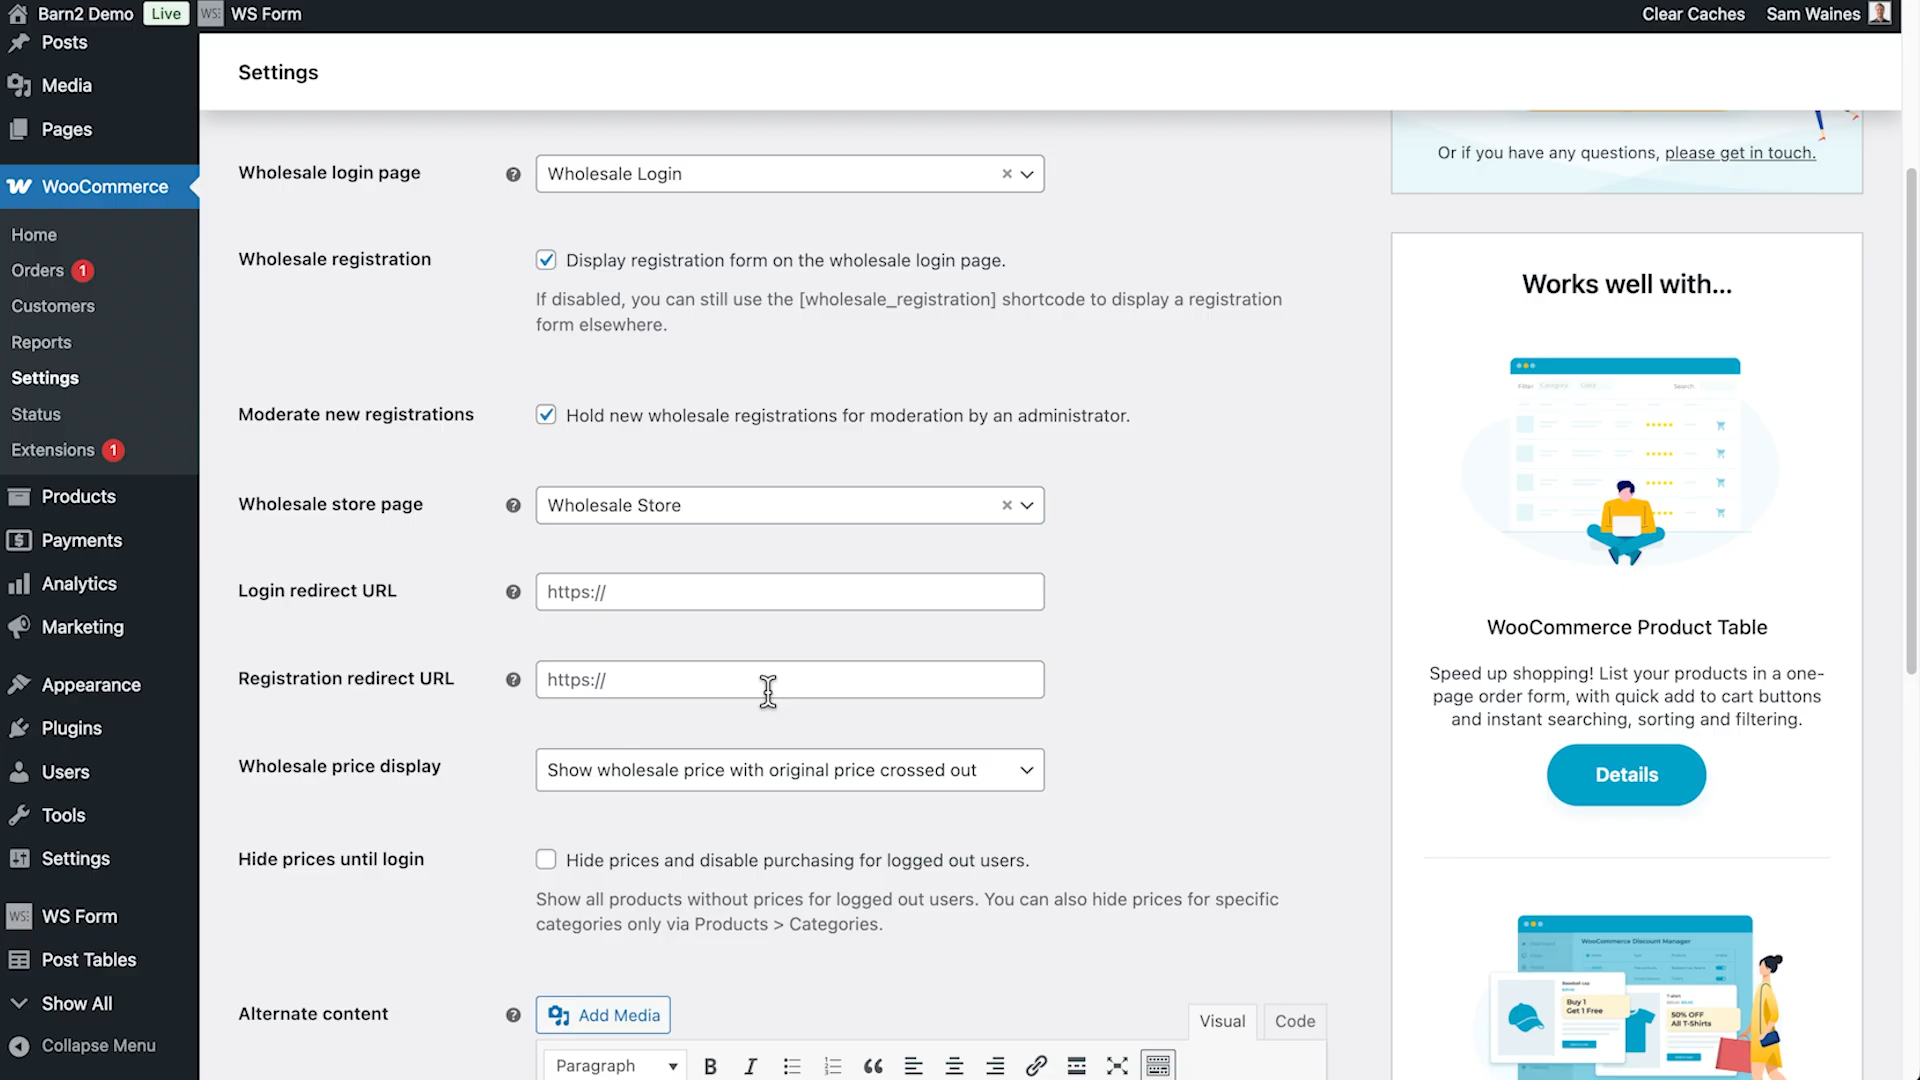 Barn2 Demo Live WS Form
Clear Caches Sam Waines
Posts
Media
Pages
WooCommerce
Home
Orders 1
Customers
Reports
Settings
Status
Extensions 1
Products
Payments
Analytics
Marketing
Appearance
Plugins
Users
Tools
Settings
WS Form
Post Tables
Show All
Collapse Menu
Settings
Wholesale login page
Wholesale Login
Wholesale registration
Display registration form on the wholesale login page.
If disabled, you can still use the [wholesale_registration] shortcode to display a registration
form elsewhere.
Moderate new registrations
Hold new wholesale registrations for moderation by an administrator.
Wholesale store page
Wholesale Store
Login redirect URL
https://
Registration redirect URL
https://
Wholesale price display
Show wholesale price with original price crossed out
Hide prices until login
Hide prices and disable purchasing for logged out users.
Show all products without prices for logged out users. You can also hide prices for specific
categories only via Products > Categories.
Alternate content
Add Media
Visual Code
Paragraph
Or if you have any questions, please get in touch.
Works well with...
Filter Category Search
WooCommerce Product Table
Speed up shopping! List your products in a one-
page order form, with quick add to cart buttons
and instant searching, sorting and filtering.
Details
WooCommerce Discount Manager
Baseball cap
Buy 1
Get 1 Free
T-shirt
50% OFF
All T-Shirts